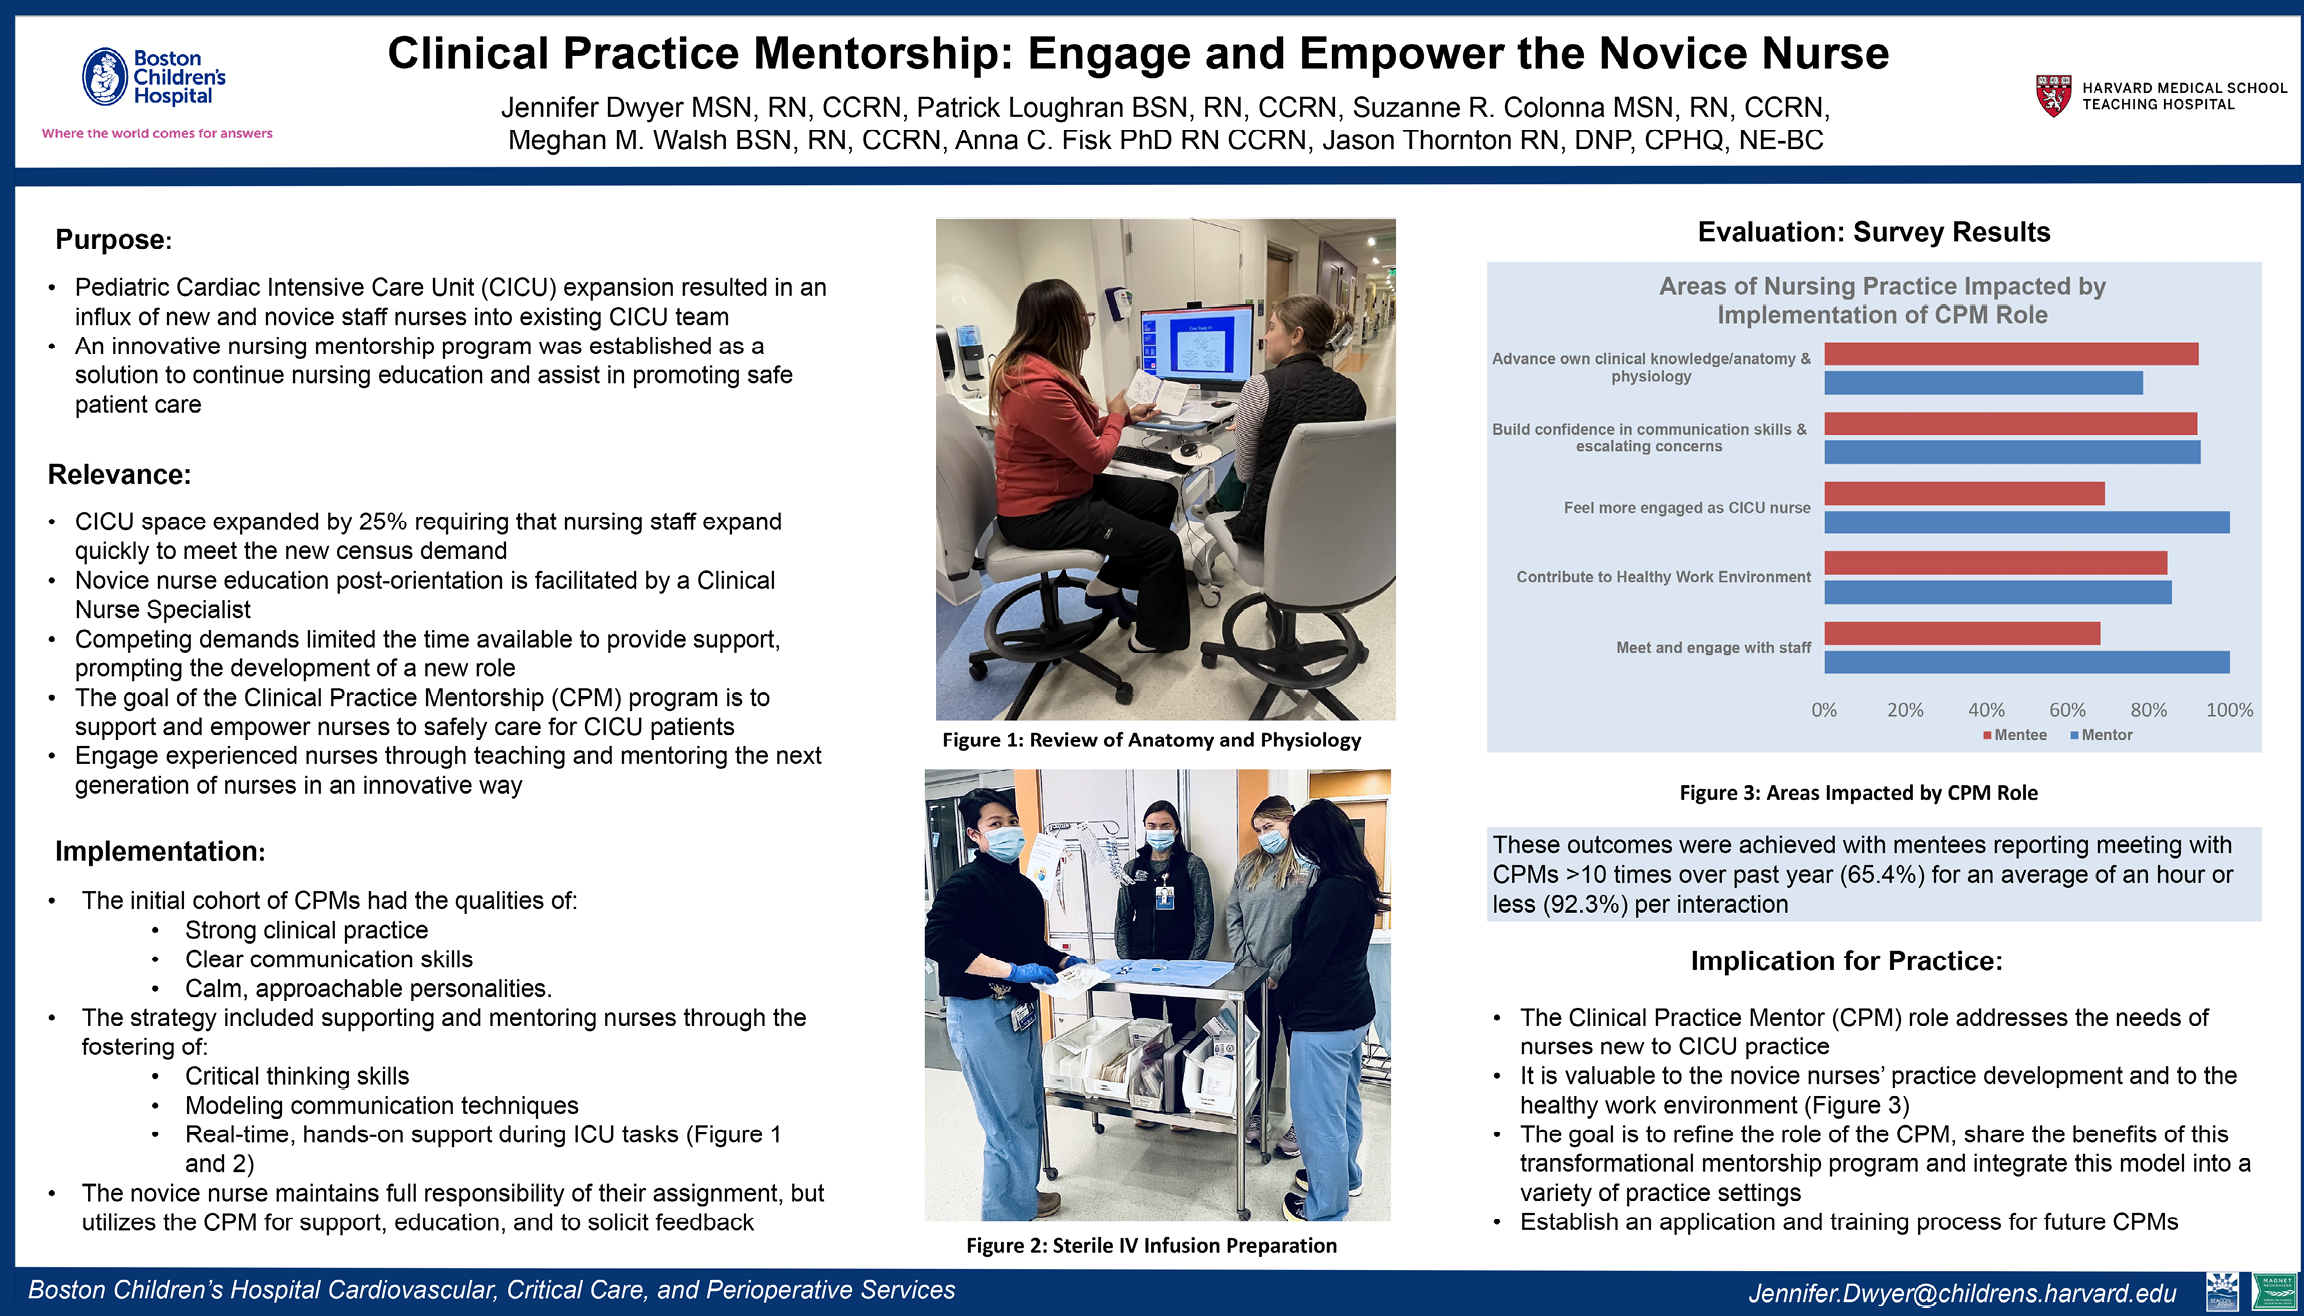 Boston
Children's
Hospital
Where the world comes for answers
Clinical Practice Mentorship: Engage and Empower the Novice Nurse
Jennifer Dwyer MSN, RN, CCRN, Patrick Loughran BSN, RN, CCRN, Suzanne R. Colonna MSN, RN, CCRN,
Meghan M. Walsh BSN, RN, CCRN, Anna C. Fisk PhD RN CCRN, Jason Thornton RN, DNP, CPHQ, NE-BC
HARVARD MEDICAL SCHOOL
TEACHING HOSPITAL
Purpose:
• Pediatric Cardiac Intensive Care Unit (CICU) expansion resulted in an
influx of new and novice staff nurses into existing CICU team
• An innovative nursing mentorship program was established as a
solution to continue nursing education and assist in promoting safe
patient care
Relevance:
• CICU space expanded by 25% requiring that nursing staff expand
quickly to meet the new census demand
• Novice nurse education post-orientation is facilitated by a Clinical
Nurse Specialist
• Competing demands limited the time available to provide support,
prompting the development of a new role
• The goal of the Clinical Practice Mentorship (CPM) program is to
support and empower nurses to safely care for CICU patients
• Engage experienced nurses through teaching and mentoring the next
generation of nurses in an innovative way
Implementation:
• The initial cohort of CPMs had the qualities of:
• Strong clinical practice
• Clear communication skills
• Calm, approachable personalities.
• The strategy included supporting and mentoring nurses through the
fostering of:
• Critical thinking skills
• Modeling communication techniques
• Real-time, hands-on support during ICU tasks (Figure 1
and 2)
• The novice nurse maintains full responsibility of their assignment, but
utilizes the CPM for support, education, and to solicit feedback
Case Study #1
Figure 1: Review of Anatomy and Physiology
Figure 2: Sterile IV Infusion Preparation
Evaluation: Survey Results
Areas of Nursing Practice Impacted by
Implementation of CPM Role
Advance own clinical knowledge/anatomy &
physiology
Build confidence in communication skills &
escalating concerns
Feel more engaged as CICU nurse
Contribute to Healthy Work Environment
Meet and engage with staff
0% 20% 40% 60% 80% 100%
Mentee Mentor
Figure 3: Areas Impacted by CPM Role
These outcomes were achieved with mentees reporting meeting with
CPMs >10 times over past year (65.4%) for an average of an hour or
less (92.3%) per interaction
Implication for Practice:
• The Clinical Practice Mentor (CPM) role addresses the needs of
nurses new to CICU practice
• It is valuable to the novice nurses' practice development and to the
healthy work environment (Figure 3)
• The goal is to refine the role of the CPM, share the benefits of this
transformational mentorship program and integrate this model into a
variety of practice settings
• Establish an application and training process for future CPMs
Boston Children's Hospital Cardiovascular, Critical Care, and Perioperative Services
Jennifer.Dwyer@childrens.harvard.edu
BEACON
MAGNET
RECOGNIZED